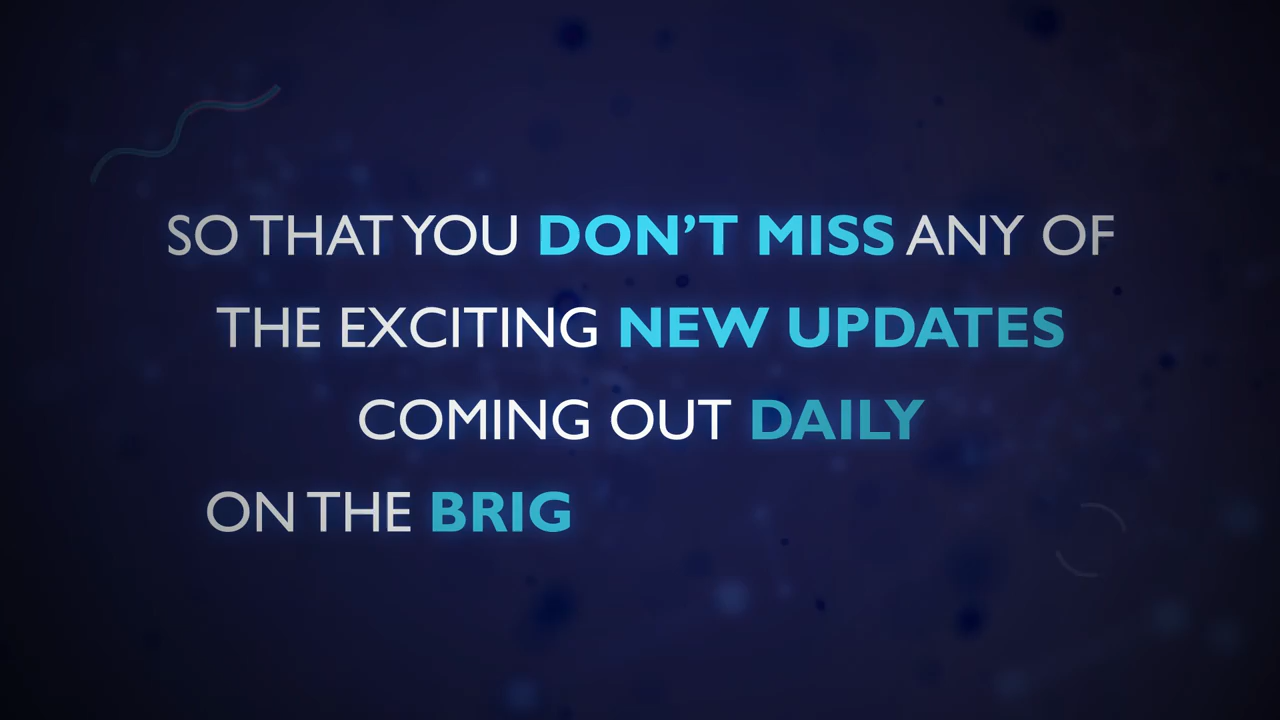 SO THAT YOU DON'T MISS ANY OF
THE EXCITING NEW UPDATES
COMING OUT DAILY
ON THE BRIG